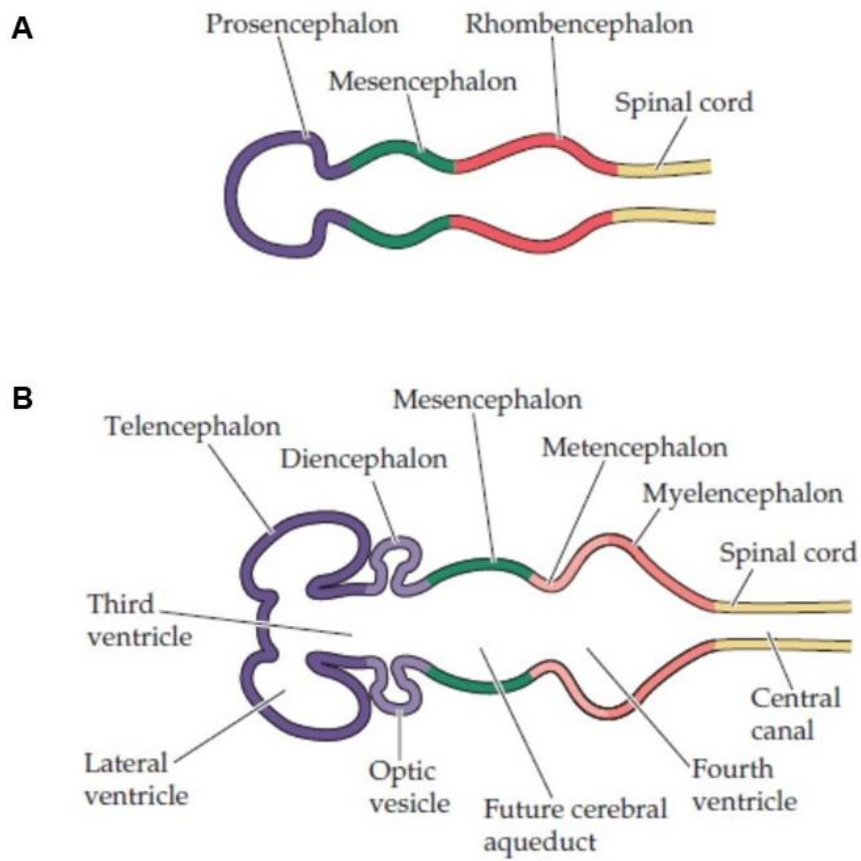 A
Prosencephalon
Rhombencephalon
Mesencephalon
Spinal cord
B
Mesencephalon
Telencephalon
Metencephalon
Diencephalon
Myelencephalon
Spinal cord
Third
ventricle
Central
canal
Lateral
ventricle
Optic
vesicle
Fourth
ventricle
Future cerebral
aqueduct